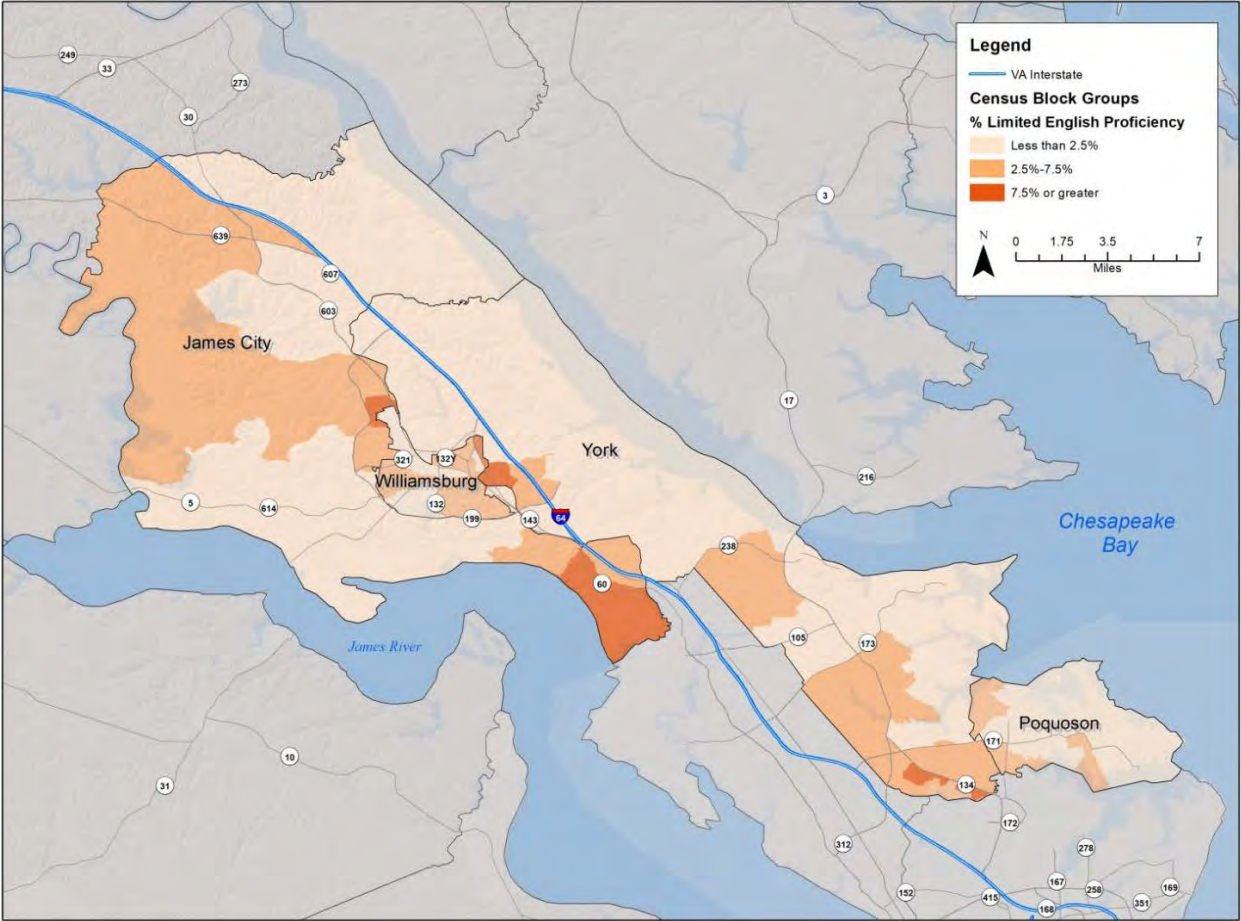 249
33
273
30
3
639
607
603
James City
17
York
321
132Y
Williamsburg
216
5
614
132
199
143
64
238
Chesapeake
Bay
60
105
173
James River
Poquoson
171
10
31
134
172
312
278
167
258
169
152
415
168
351
Legend
VA Interstate
Census Block Groups
% Limited English Proficiency
Less than 2.5%
2.5%-7.5%
7.5% or greater
N
0 1.75 3.5 7
Miles